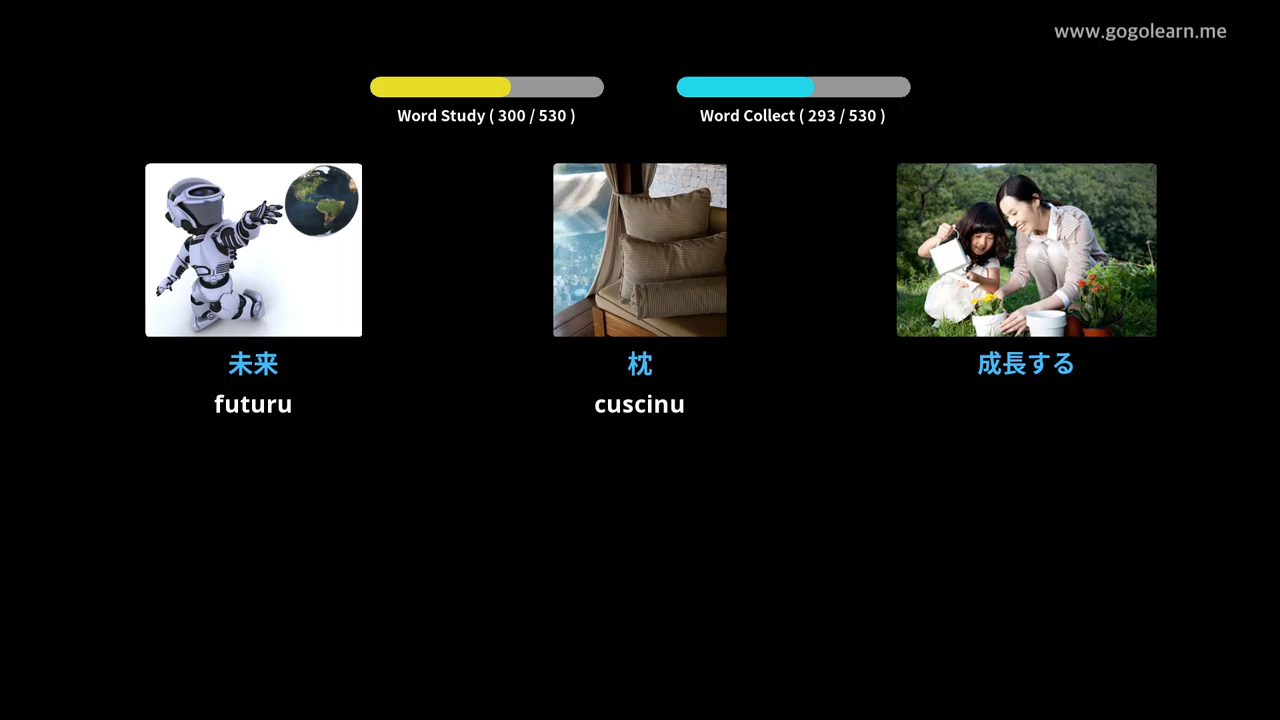 www.gogolearn.me
Word Study ( 300 / 530 )
Word Collect ( 293 / 530 )
未来
枕
成長する
futuru
cuscinu